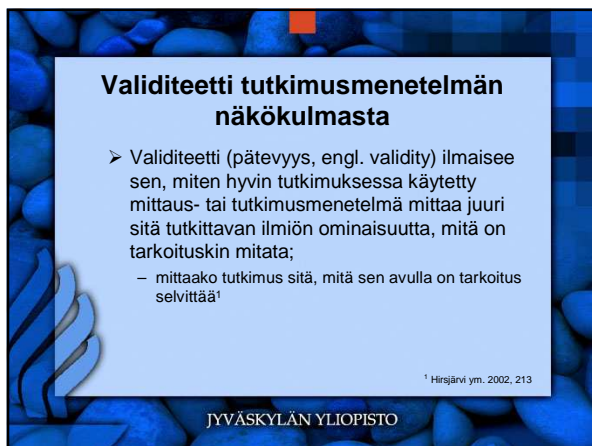 Validiteetti tutkimusmenetelmän
näkökulmasta
➢ Validiteetti (pätevyys, engl. validity) ilmaisee
sen, miten hyvin tutkimuksessa käytetty
mittaus- tai tutkimusmenetelmä mittaa juuri
sitä tutkittavan ilmiön ominaisuutta, mitä on
tarkoituskin mitata;
– mittaako tutkimus sitä, mitä sen avulla on tarkoitus
selvittää¹
¹ Hirsjärvi ym. 2002, 213
JYVÄSKYLÄN YLIOPISTO